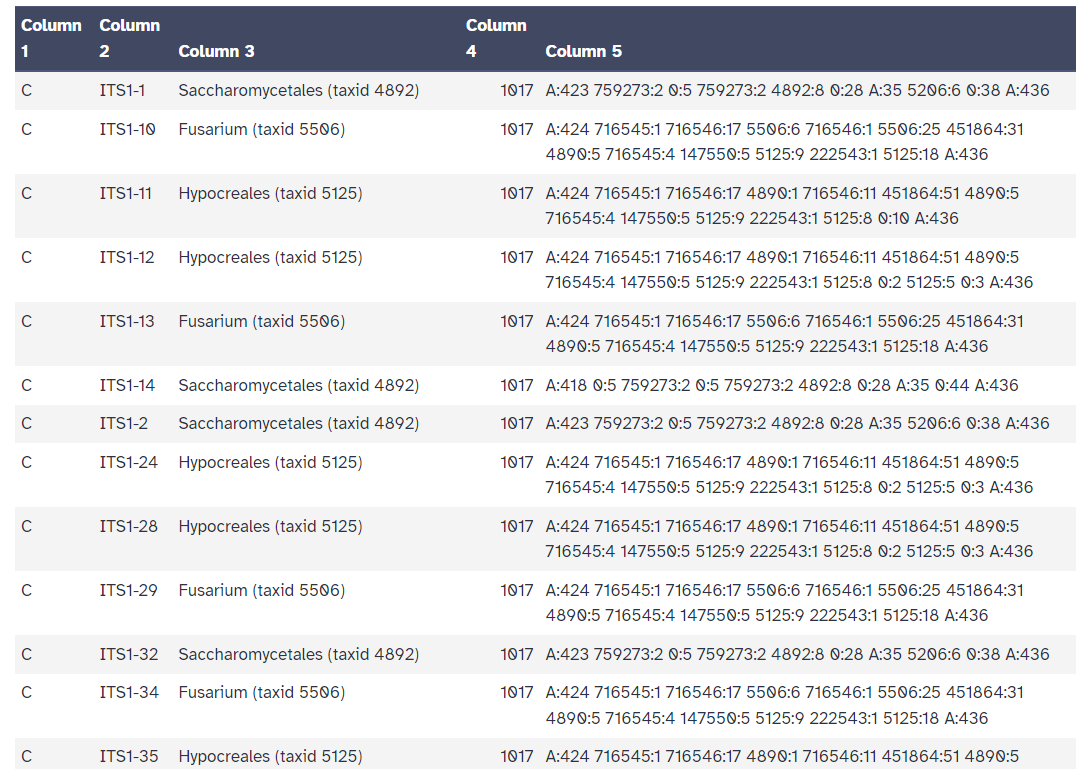 Column 1 Column 2 Column 3 Column 4 Column 5
C ITS1-1 Saccharomycetales (taxid 4892) 1017 A:423 759273:2 0:5 759273:2 4892:8 0:28 A:35 5206:6 0:38 A:436
C ITS1-10 Fusarium (taxid 5506) 1017 A:424 716545:1 716546:17 5506:6 716546:1 5506:25 451864:31
4890:5 716545:4 147550:5 5125:9 222543:1 5125:18 A:436
C ITS1-11 Hypocreales (taxid 5125) 1017 A:424 716545:1 716546:17 4890:1 716546:11 451864:51 4890:5
716545:4 147550:5 5125:9 222543:1 5125:8 0:10 A:436
C ITS1-12 Hypocreales (taxid 5125) 1017 A:424 716545:1 716546:17 4890:1 716546:11 451864:51 4890:5
716545:4 147550:5 5125:9 222543:1 5125:8 0:2 5125:5 0:3 A:436
C ITS1-13 Fusarium (taxid 5506) 1017 A:424 716545:1 716546:17 5506:6 716546:1 5506:25 451864:31
4890:5 716545:4 147550:5 5125:9 222543:1 5125:18 A:436
C ITS1-14 Saccharomycetales (taxid 4892) 1017 A:418 0:5 759273:2 0:5 759273:2 4892:8 0:28 A:35 0:44 A:436
C ITS1-2 Saccharomycetales (taxid 4892) 1017 A:423 759273:2 0:5 759273:2 4892:8 0:28 A:35 5206:6 0:38 A:436
C ITS1-24 Hypocreales (taxid 5125) 1017 A:424 716545:1 716546:17 4890:1 716546:11 451864:51 4890:5
716545:4 147550:5 5125:9 222543:1 5125:8 0:2 5125:5 0:3 A:436
C ITS1-28 Hypocreales (taxid 5125) 1017 A:424 716545:1 716546:17 4890:1 716546:11 451864:51 4890:5
716545:4 147550:5 5125:9 222543:1 5125:8 0:2 5125:5 0:3 A:436
C ITS1-29 Fusarium (taxid 5506) 1017 A:424 716545:1 716546:17 5506:6 716546:1 5506:25 451864:31
4890:5 716545:4 147550:5 5125:9 222543:1 5125:18 A:436
C ITS1-32 Saccharomycetales (taxid 4892) 1017 A:423 759273:2 0:5 759273:2 4892:8 0:28 A:35 5206:6 0:38 A:436
C ITS1-34 Fusarium (taxid 5506) 1017 A:424 716545:1 716546:17 5506:6 716546:1 5506:25 451864:31
4890:5 716545:4 147550:5 5125:9 222543:1 5125:18 A:436
C ITS1-35 Hypocreales (taxid 5125) 1017 A:424 716545:1 716546:17 4890:1 716546:11 451864:51 4890:5